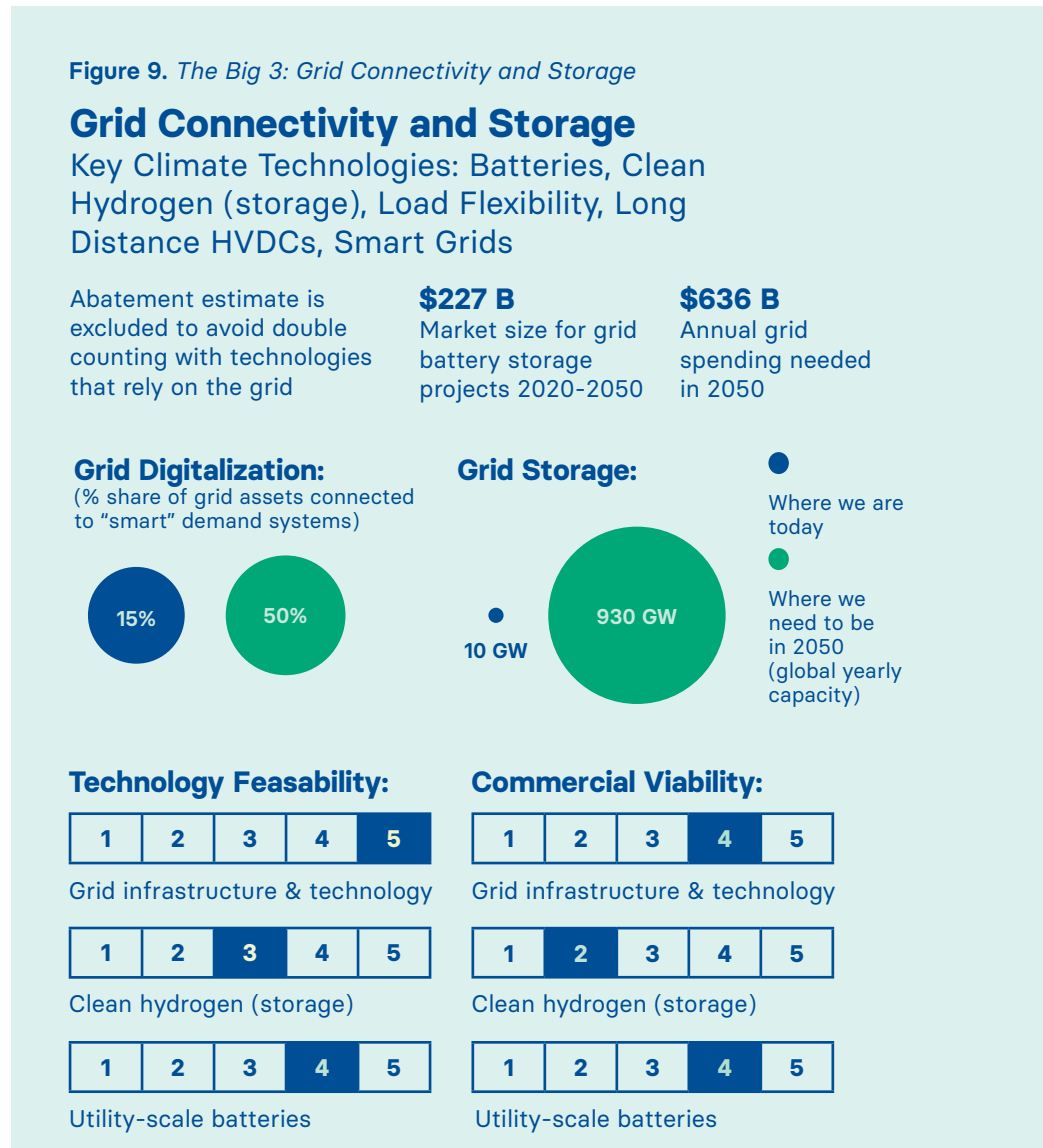 Figure 9. The Big 3: Grid Connectivity and Storage
Grid Connectivity and Storage
Key Climate Technologies: Batteries, Clean
Hydrogen (storage), Load Flexibility, Long
Distance HVDCs, Smart Grids
Abatement estimate is
excluded to avoid double
counting with technologies
that rely on the grid
$227 B
Market size for grid
battery storage
projects 2020-2050
$636 B
Annual grid
spending needed
in 2050
Grid Digitalization:
(% share of grid assets connected
to “smart” demand systems)
15%
50%
Grid Storage:
10 GW
930 GW
Where we are
today
Where we
need to be
in 2050
(global yearly
capacity)
Technology Feasability:
1 2 3 4 5
Grid infrastructure & technology
1 2 3 4 5
Clean hydrogen (storage)
1 2 3 4 5
Utility-scale batteries
Commercial Viability:
1 2 3 4 5
Grid infrastructure & technology
1 2 3 4 5
Clean hydrogen (storage)
1 2 3 4 5
Utility-scale batteries